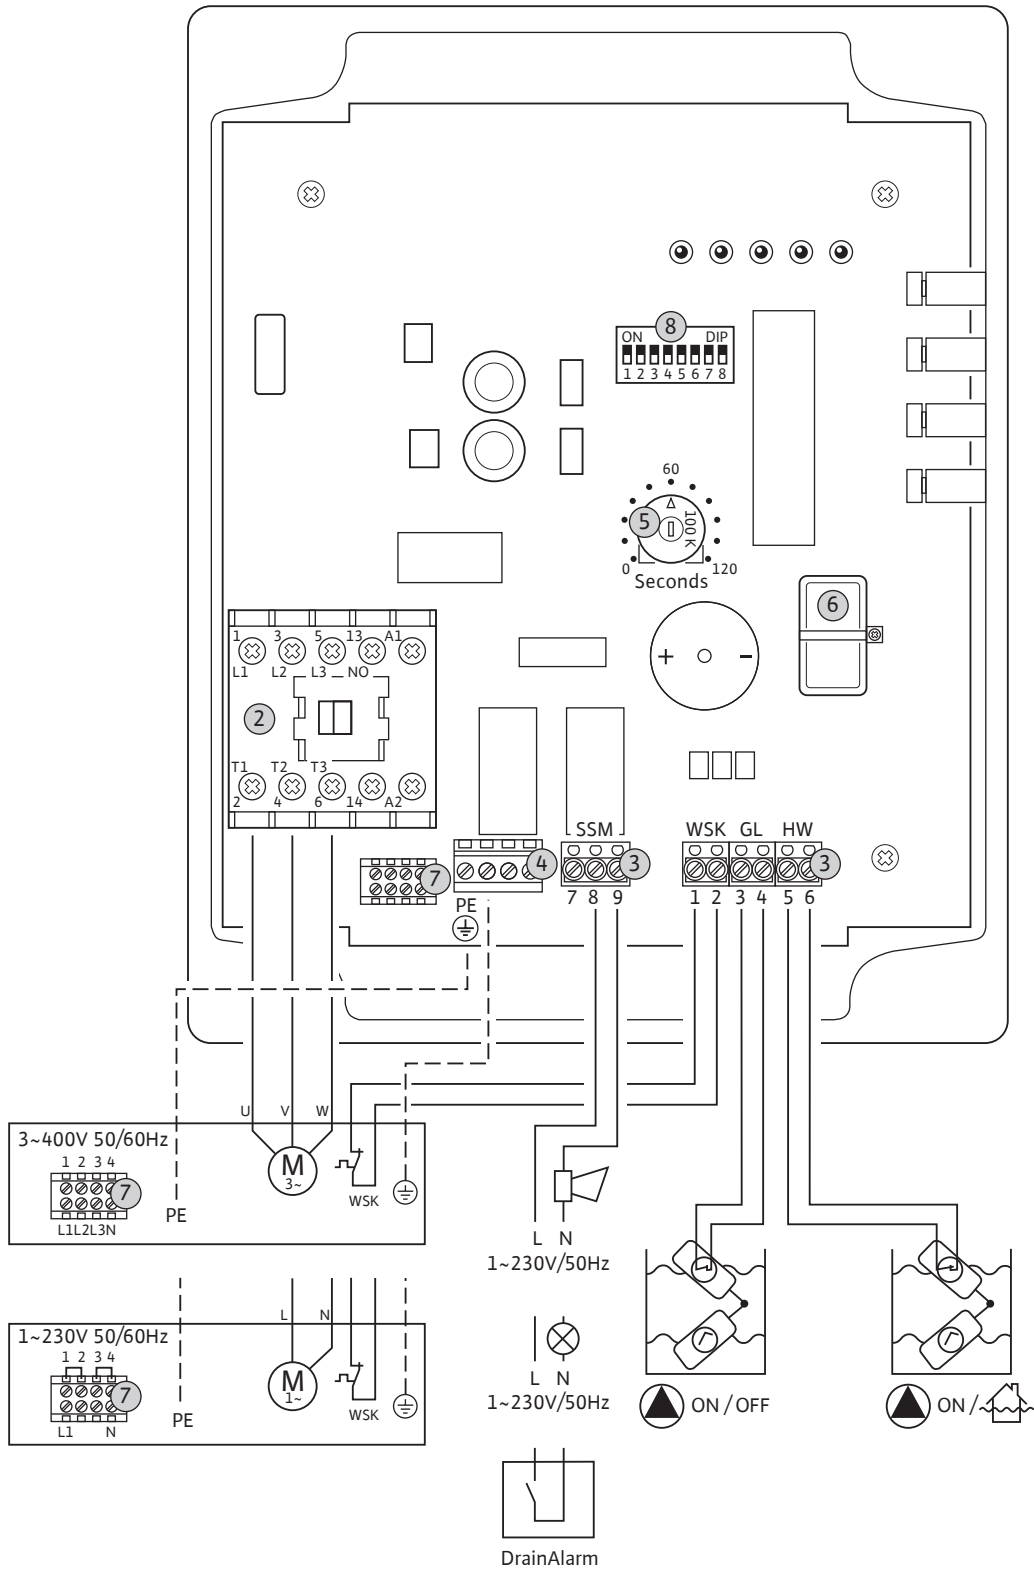 8
ON DIP
1 2 3 4 5 6 7 8
60
5
100 K
0 120
Seconds
6
1 3 5 13 A1
L1 L2 L3 NO
+ -
2
T1 T2 T3
2 4 6 14 A2
SSM WSK GL HW
7 4 3 3
PE 7 8 9 1 2 3 4 5 6
U V W
3~400V 50/60Hz
1 2 3 4
7
L1L2L3N
PE
M
3~
WSK
L N
1~230V/50Hz
L N
1~230V 50/60Hz
1 2 3 4
7
L1 N
PE
M
1~
WSK
L N
1~230V/50Hz
ON / OFF
ON /
DrainAlarm